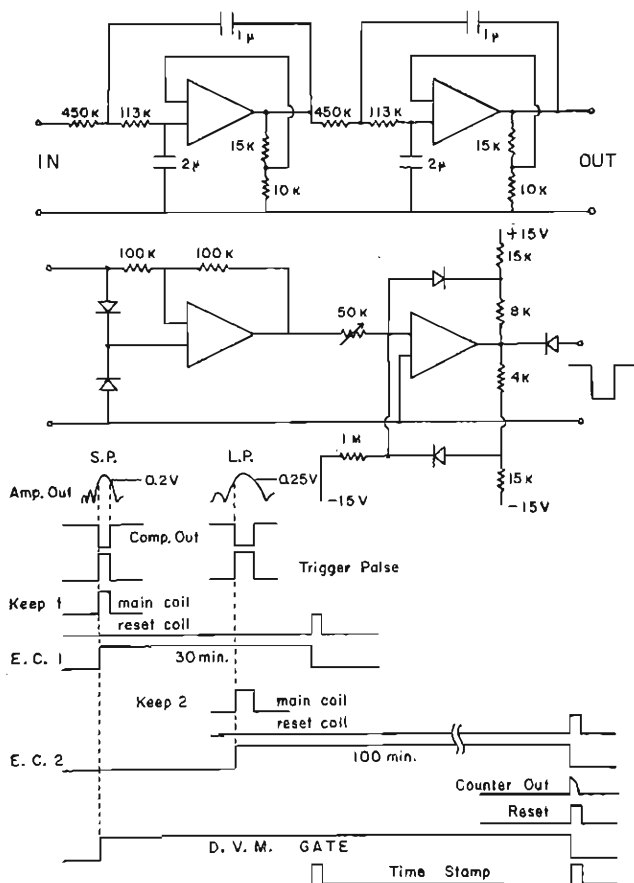 1μ 1μ
450K 113K 450K 113K
15K 15K
IN 2μ 2μ OUT
10K 10K
+15V
15K
100K 100K
8K
50K
4K
1M
15K
-15V -15V
S.P. L.P.
Amp. Out 0.2V 0.25V
Comp. Out
Trigger Palse
Keep 1 main coil
reset coil
E.C. 1 30 min.
Keep 2 main coil
reset coil
E.C. 2 100 min.
Counter Out
Reset
D.V.M. GATE
Time Stamp